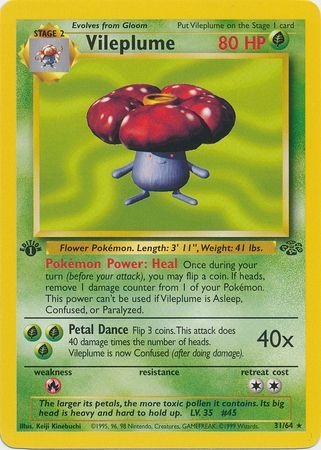 Evolves from Gloom Put Vileplume on the Stage 1 card
STAGE 2
Vileplume 80 HP
EDITION 1
Flower Pokémon. Length: 3' 11", Weight: 41 lbs.
Pokémon Power: Heal Once during your
turn (before your attack), you may flip a coin. If heads,
remove 1 damage counter from 1 of your Pokémon.
This power can't be used if Vileplume is Asleep,
Confused, or Paralyzed.
Petal Dance Flip 3 coins. This attack does
40 damage times the number of heads.
Vileplume is now Confused (after doing damage).
40x
weakness resistance retreat cost
The larger its petals, the more toxic pollen it contains. Its big
head is heavy and hard to hold up. LV. 35 #45
Illus. Keiji Kinebuchi ©1995, 96, 98 Nintendo, Creatures, GAMEFREAK. ©1999 Wizards. 31/64 ★